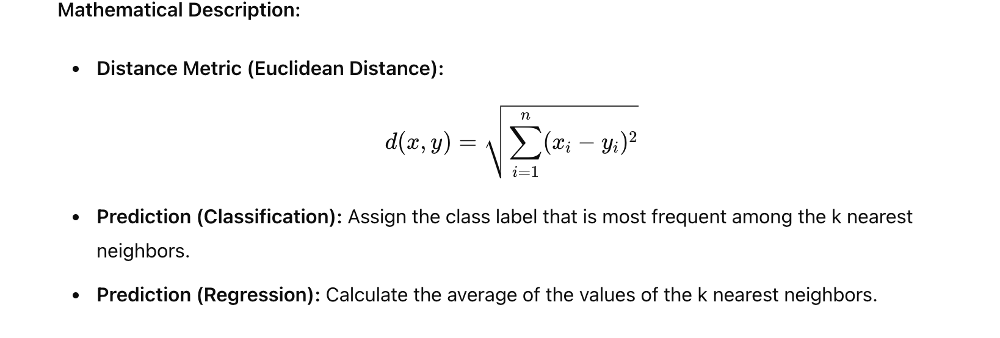 Mathematical Description:
• Distance Metric (Euclidean Distance):
$d(x, y) = \sqrt{\sum_{i=1}^{n} (x_i - y_i)^2}$
• Prediction (Classification): Assign the class label that is most frequent among the k nearest
neighbors.
• Prediction (Regression): Calculate the average of the values of the k nearest neighbors.